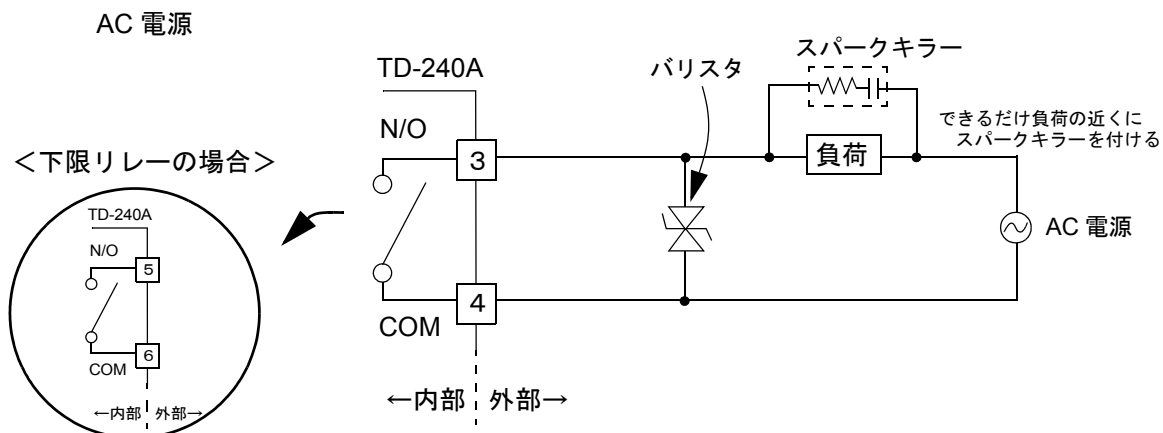 AC 電源
スパークキラー
TD-240A
バリスタ
N/O
できるだけ負荷の近くに
スパークキラーを付ける
3
負荷
＜下限リレーの場合＞
TD-240A
N/O
5
AC 電源
4
COM
6
COM
←内部 外部→
←内部 外部→